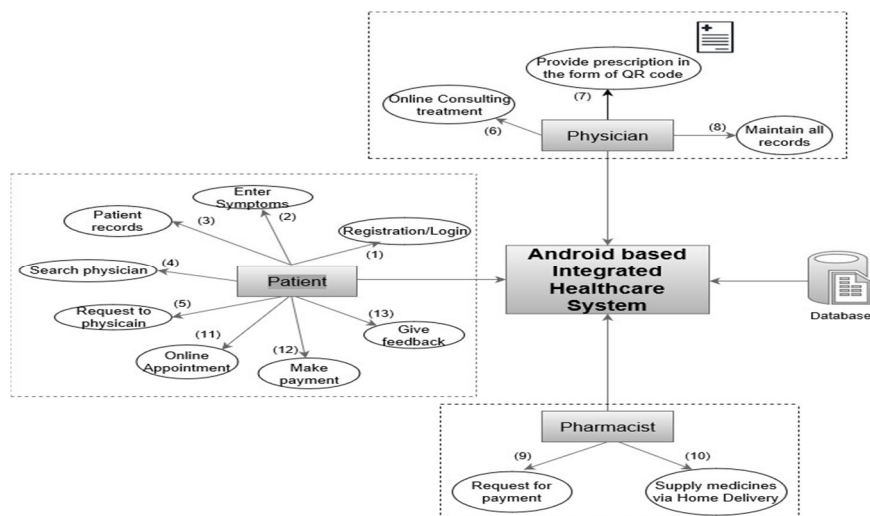 Provide prescription in
the form of QR code
(7)
Online Consulting
treatment
(6)
Physician
(8)
Maintain all
records
Enter
Symptoms
(2)
Patient
records
(3)
Registration/Login
(1)
Search physician
(4)
Patient
Request to
physicain
(5)
(11)
Online
Appointment
(12)
Make
payment
(13)
Give
feedback
Android based
Integrated
Healthcare
System
Database
Pharmacist
(9)
Request for
payment
(10)
Supply medicines
via Home Delivery